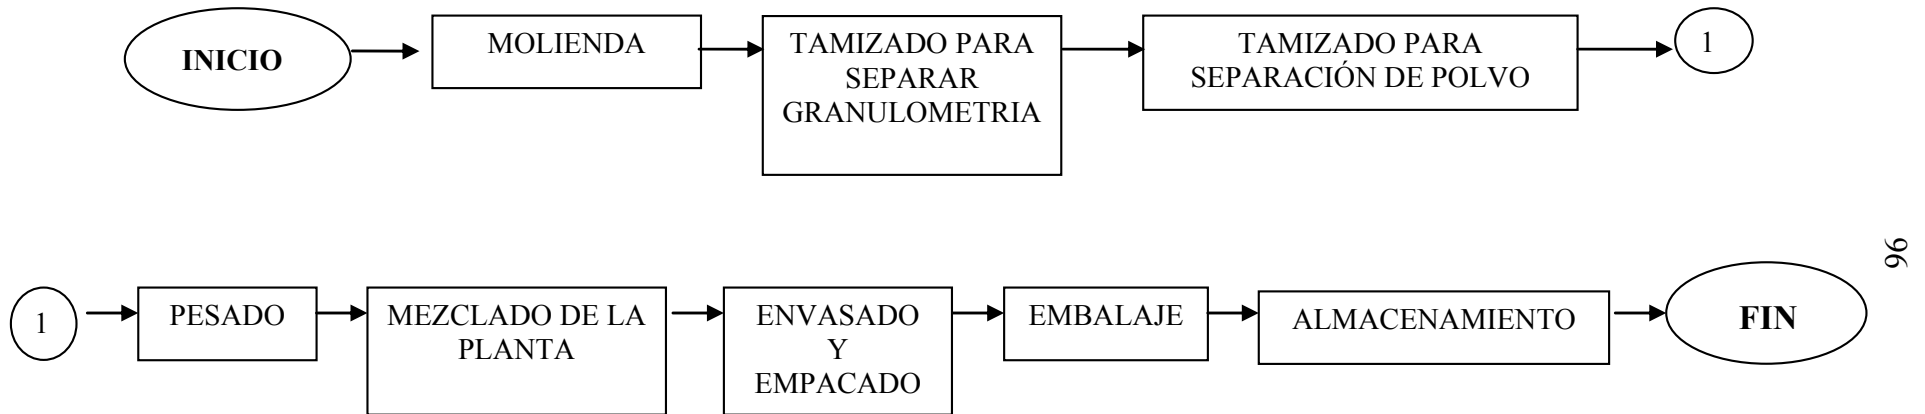 INICIO
MOLIENDA
TAMIZADO PARA
SEPARAR
GRANULOMETRIA
TAMIZADO PARA
SEPARACIÓN DE POLVO
1
1
PESADO
MEZCLADO DE LA
PLANTA
ENVASADO
Y
EMPACADO
EMBALAJE
ALMACENAMIENTO
FIN
96